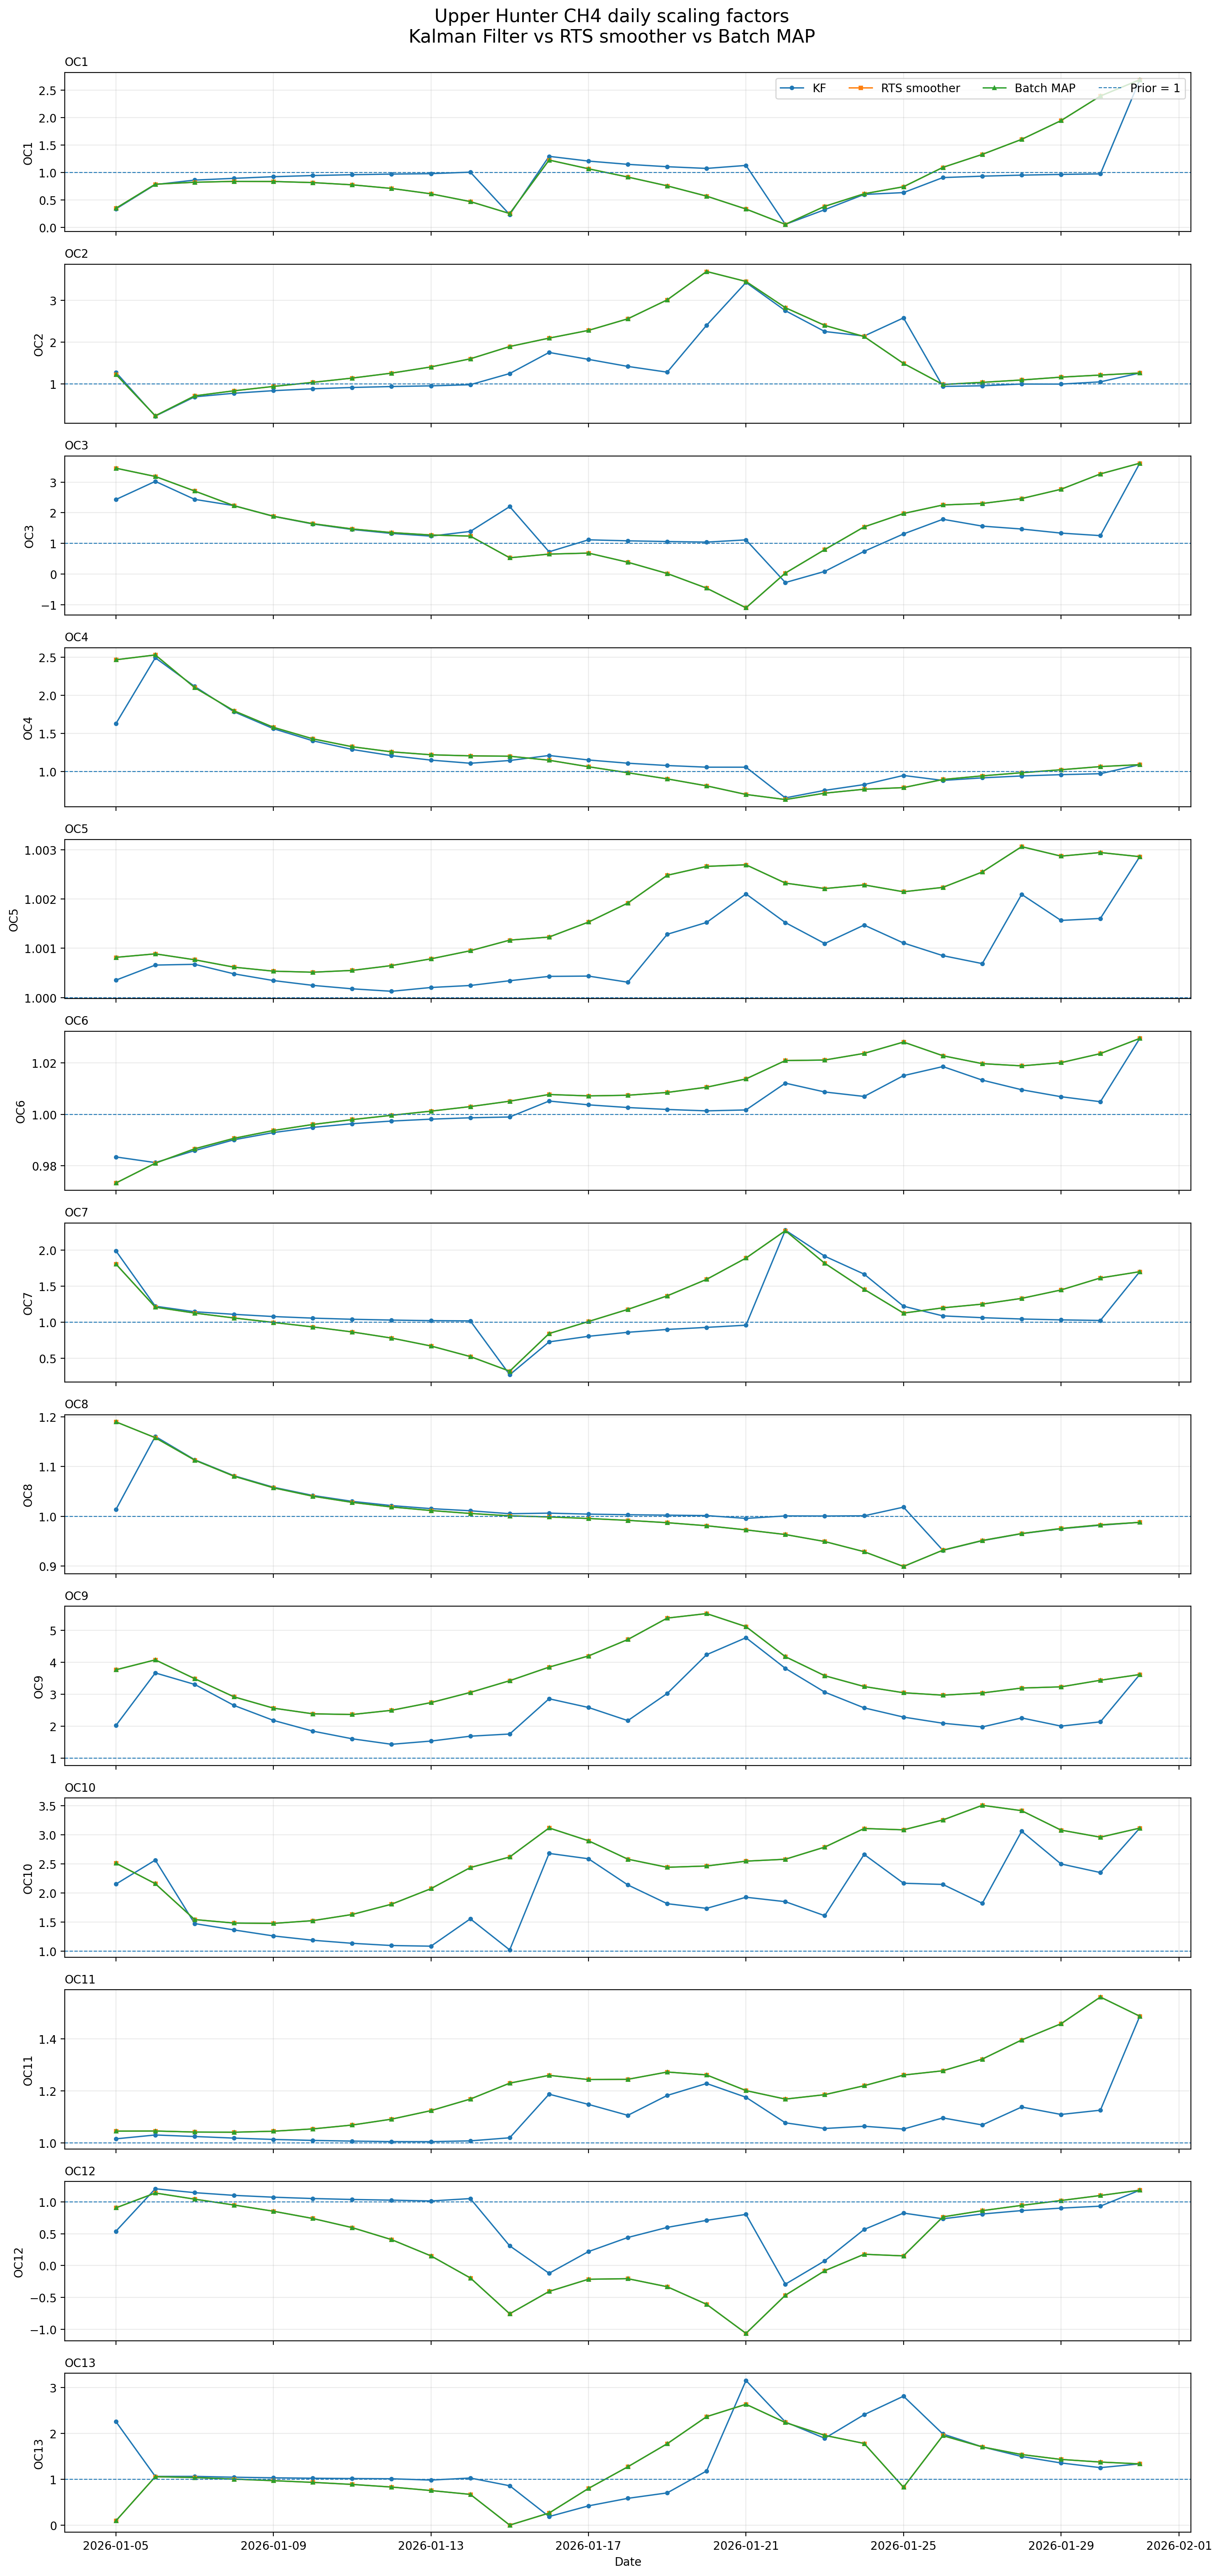 Upper Hunter CH4 daily scaling factors
Kalman Filter vs RTS smoother vs Batch MAP
OC1
KF RTS smoother Batch MAP Prior = 1
2.5
2.0
1.5
1.0
0.5
0.0
OC1
OC2
3
2
1
OC2
OC3
3
2
1
0
−1
OC3
OC4
2.5
2.0
1.5
1.0
OC4
OC5
1.003
1.002
1.001
1.000
OC5
OC6
1.02
1.00
0.98
OC6
OC7
2.0
1.5
1.0
0.5
OC7
OC8
1.2
1.1
1.0
0.9
OC8
OC9
5
4
3
2
1
OC9
OC10
3.5
3.0
2.5
2.0
1.5
1.0
OC10
OC11
1.4
1.2
1.0
OC11
OC12
1.0
0.5
0.0
−0.5
−1.0
OC12
OC13
3
2
1
0
OC13
2026-01-05 2026-01-09 2026-01-13 2026-01-17 2026-01-21 2026-01-25 2026-01-29 2026-02-01
Date